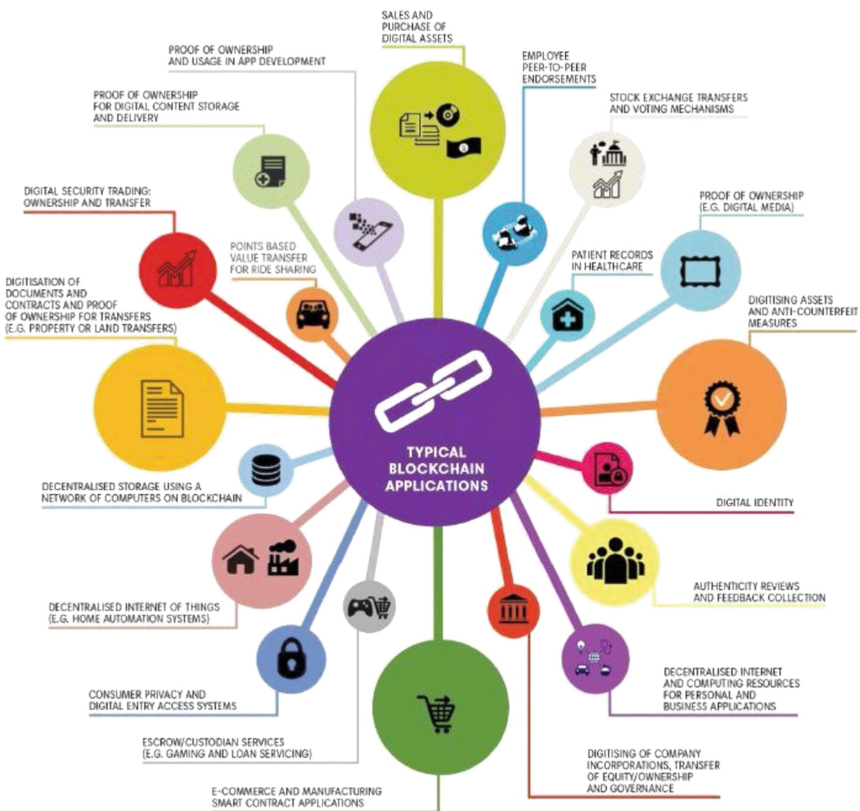 SALES AND
PURCHASE OF
DIGITAL ASSETS
PROOF OF OWNERSHIP
AND USAGE IN APP DEVELOPMENT
EMPLOYEE
PEER-TO-PEER
ENDORSEMENTS
PROOF OF OWNERSHIP
FOR DIGITAL CONTENT STORAGE
AND DELIVERY
STOCK EXCHANGE TRANSFERS
AND VOTING MECHANISMS
DIGITAL SECURITY TRADING:
OWNERSHIP AND TRANSFER
PROOF OF OWNERSHIP
(E.G. DIGITAL MEDIA)
POINTS BASED
VALUE TRANSFER
FOR RIDE SHARING
PATIENT RECORDS
IN HEALTHCARE
DIGITISATION OF
DOCUMENTS AND
CONTRACTS AND PROOF
OF OWNERSHIP FOR TRANSFERS
(E.G. PROPERTY OR LAND TRANSFERS)
DIGITISING ASSETS
AND ANTI-COUNTERFEIT
MEASURES
TYPICAL
BLOCKCHAIN
APPLICATIONS
DECENTRALISED STORAGE USING A
NETWORK OF COMPUTERS ON BLOCKCHAIN
DIGITAL IDENTITY
DECENTRALISED INTERNET OF THINGS
(E.G. HOME AUTOMATION SYSTEMS)
AUTHENTICITY REVIEWS
AND FEEDBACK COLLECTION
CONSUMER PRIVACY AND
DIGITAL ENTRY ACCESS SYSTEMS
DECENTRALISED INTERNET
AND COMPUTING RESOURCES
FOR PERSONAL AND
BUSINESS APPLICATIONS
ESCROW/CUSTODIAN SERVICES
(E.G. GAMING AND LOAN SERVICING)
DIGITISING OF COMPANY
INCORPORATIONS, TRANSFER
OF EQUITY/OWNERSHIP
AND GOVERNANCE
E-COMMERCE AND MANUFACTURING
SMART CONTRACT APPLICATIONS